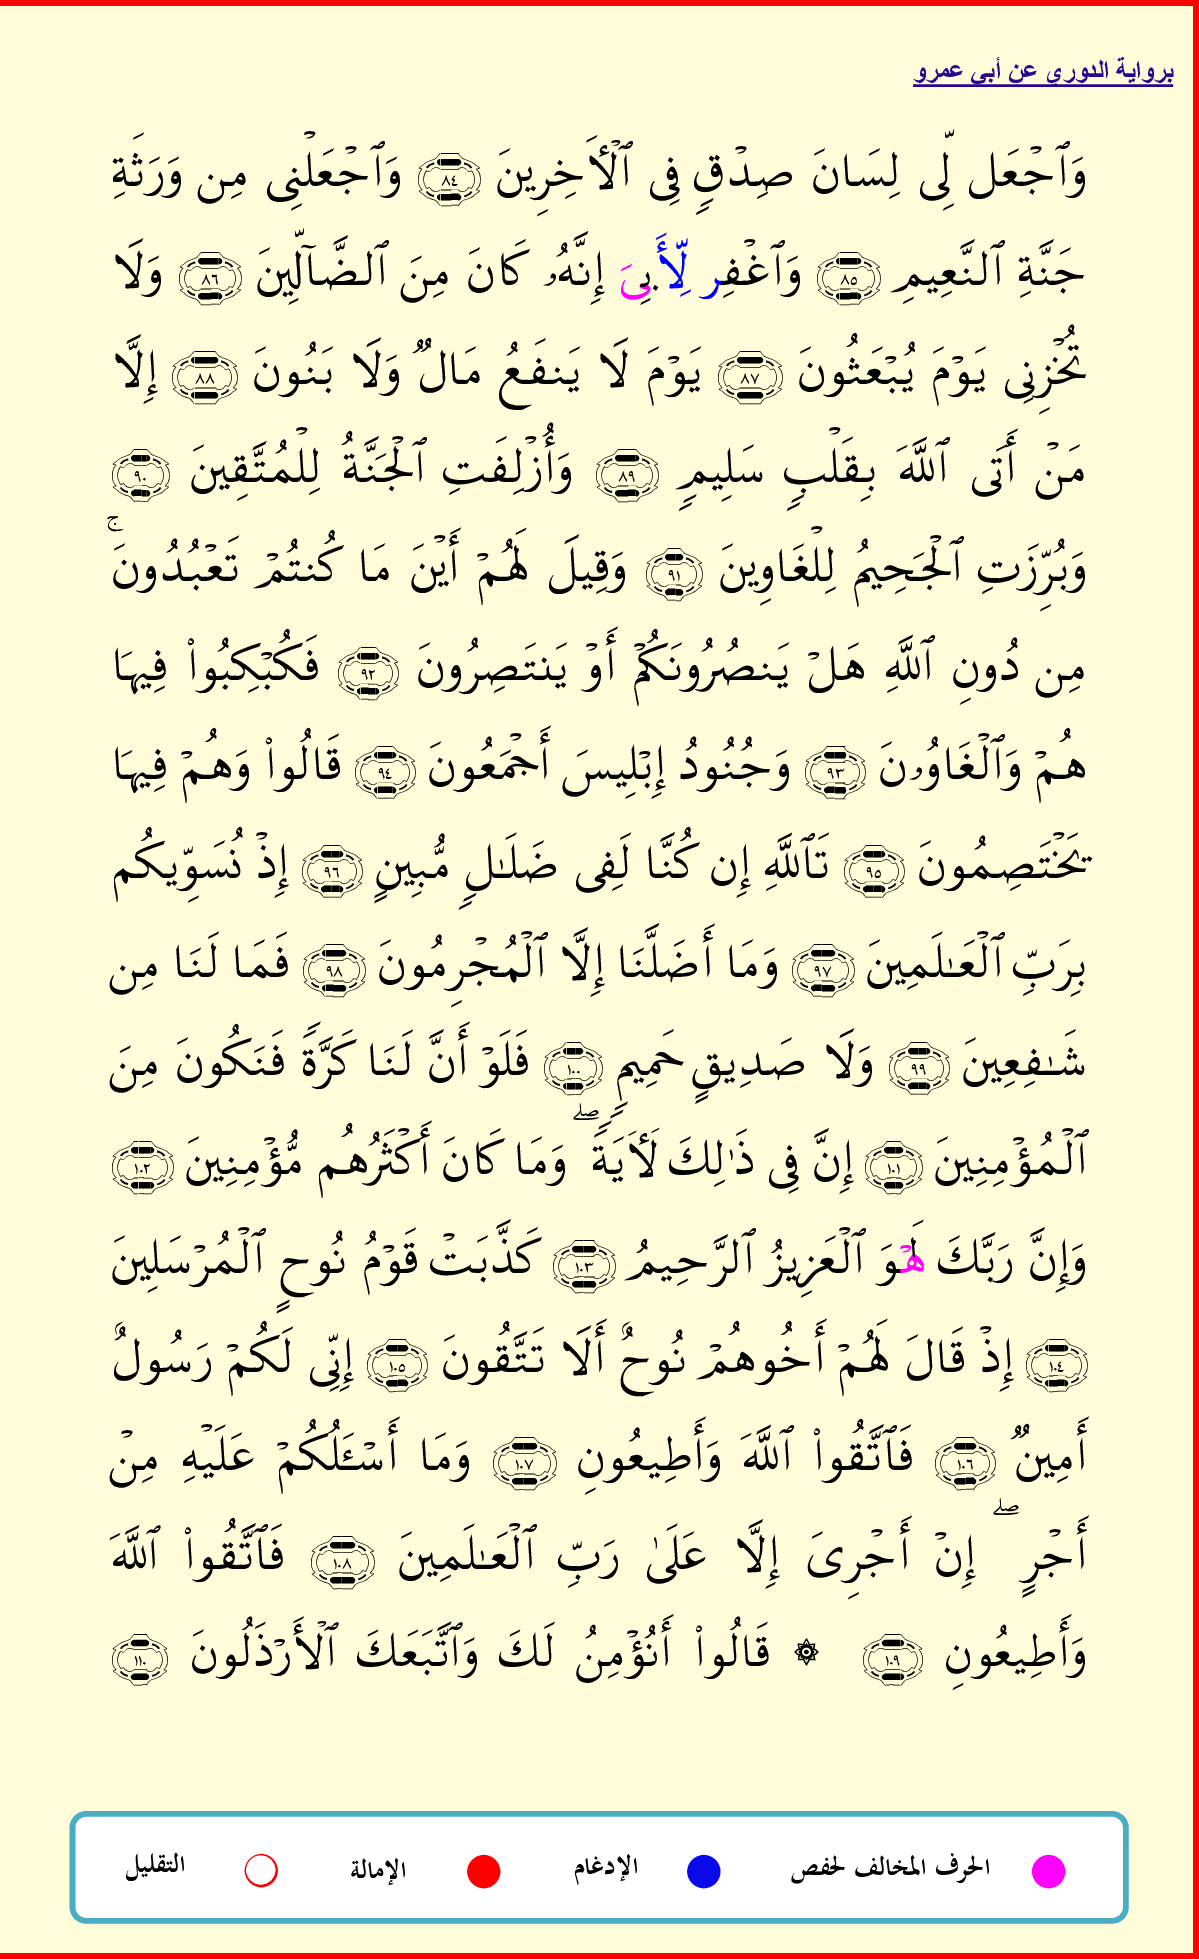 برواية الدوري عن أبي عمرو
وَٱجۡعَل لِّى لِسَانَ صِدۡقٍ فِى ٱلۡأَخِرِينَ ٨٤ وَٱجۡعَلۡنِى مِن وَرَثَةِ
جَنَّةِ ٱلنَّعِيمِ ٨٥ وَٱغۡفِر لِّأَبِىَ إِنَّهُۥ كَانَ مِنَ ٱلضَّآلِّينَ ٨٦ وَلَا
تُخۡزِنِى يَوۡمَ يُبۡعَثُونَ ٨٧ يَوۡمَ لَا يَنفَعُ مَالٌ وَلَا بَنُونَ ٨٨ إِلَّا
مَنۡ أَتَى ٱللَّهَ بِقَلۡبٍ سَلِيمٍ ٨٩ وَأُزۡلِفَتِ ٱلۡجَنَّةُ لِلۡمُتَّقِينَ ٩٠
وَبُرِّزَتِ ٱلۡجَحِيمُ لِلۡغَاوِينَ ٩١ وَقِيلَ لَهُمۡ أَيۡنَ مَا كُنتُمۡ تَعۡبُدُونَۚ
مِن دُونِ ٱللَّهِ هَلۡ يَنصُرُونَكُمۡ أَوۡ يَنتَصِرُونَ ٩٢ فَكُبۡكِبُواْ فِيهَا
هُمۡ وَٱلۡغَاوُۥنَ ٩٣ وَجُنُودُ إِبۡلِيسَ أَجۡمَعُونَ ٩٤ قَالُواْ وَهُمۡ فِيهَا
يَخۡتَصِمُونَ ٩٥ تَٱللَّهِ إِن كُنَّا لَفِى ضَلَٰلٍ مُّبِينٍ ٩٦ إِذۡ نُسَوِّيكُم
بِرَبِّ ٱلۡعَٰلَمِينَ ٩٧ وَمَا أَضَلَّنَا إِلَّا ٱلۡمُجۡرِمُونَ ٩٨ فَمَا لَنَا مِن
شَٰفِعِينَ ٩٩ وَلَا صَدِيقٍ حَمِيمٍ ١٠٠ فَلَوۡ أَنَّ لَنَا كَرَّةً فَنَكُونَ مِنَ
ٱلۡمُؤۡمِنِينَ ١٠١ إِنَّ فِى ذَٰلِكَ لَأَيَةًۖ وَمَا كَانَ أَكۡثَرُهُم مُّؤۡمِنِينَ ١٠٢
وَإِنَّ رَبَّكَ لَهۡوَ ٱلۡعَزِيزُ ٱلرَّحِيمُ ١٠٣ كَذَّبَتۡ قَوۡمُ نُوحٍ ٱلۡمُرۡسَلِينَ
١٠٤ إِذۡ قَالَ لَهُمۡ أَخُوهُمۡ نُوحٌ أَلَا تَتَّقُونَ ١٠٥ إِنِّى لَكُمۡ رَسُولٌ
أَمِينٌ ١٠٦ فَٱتَّقُواْ ٱللَّهَ وَأَطِيعُونِ ١٠٧ وَمَا أَسۡـَٔلُكُمۡ عَلَيۡهِ مِنۡ
أَجۡرٍۖ إِنۡ أَجۡرِىَ إِلَّا عَلَىٰ رَبِّ ٱلۡعَٰلَمِينَ ١٠٨ فَٱتَّقُواْ ٱللَّهَ
وَأَطِيعُونِ ١٠٩ ۞ قَالُواْ أَنُؤۡمِنُ لَكَ وَٱتَّبَعَكَ ٱلۡأَرۡذَلُونَ ١١٠
الحرف المخالف لحفص الإدغام الإمالة التقليل